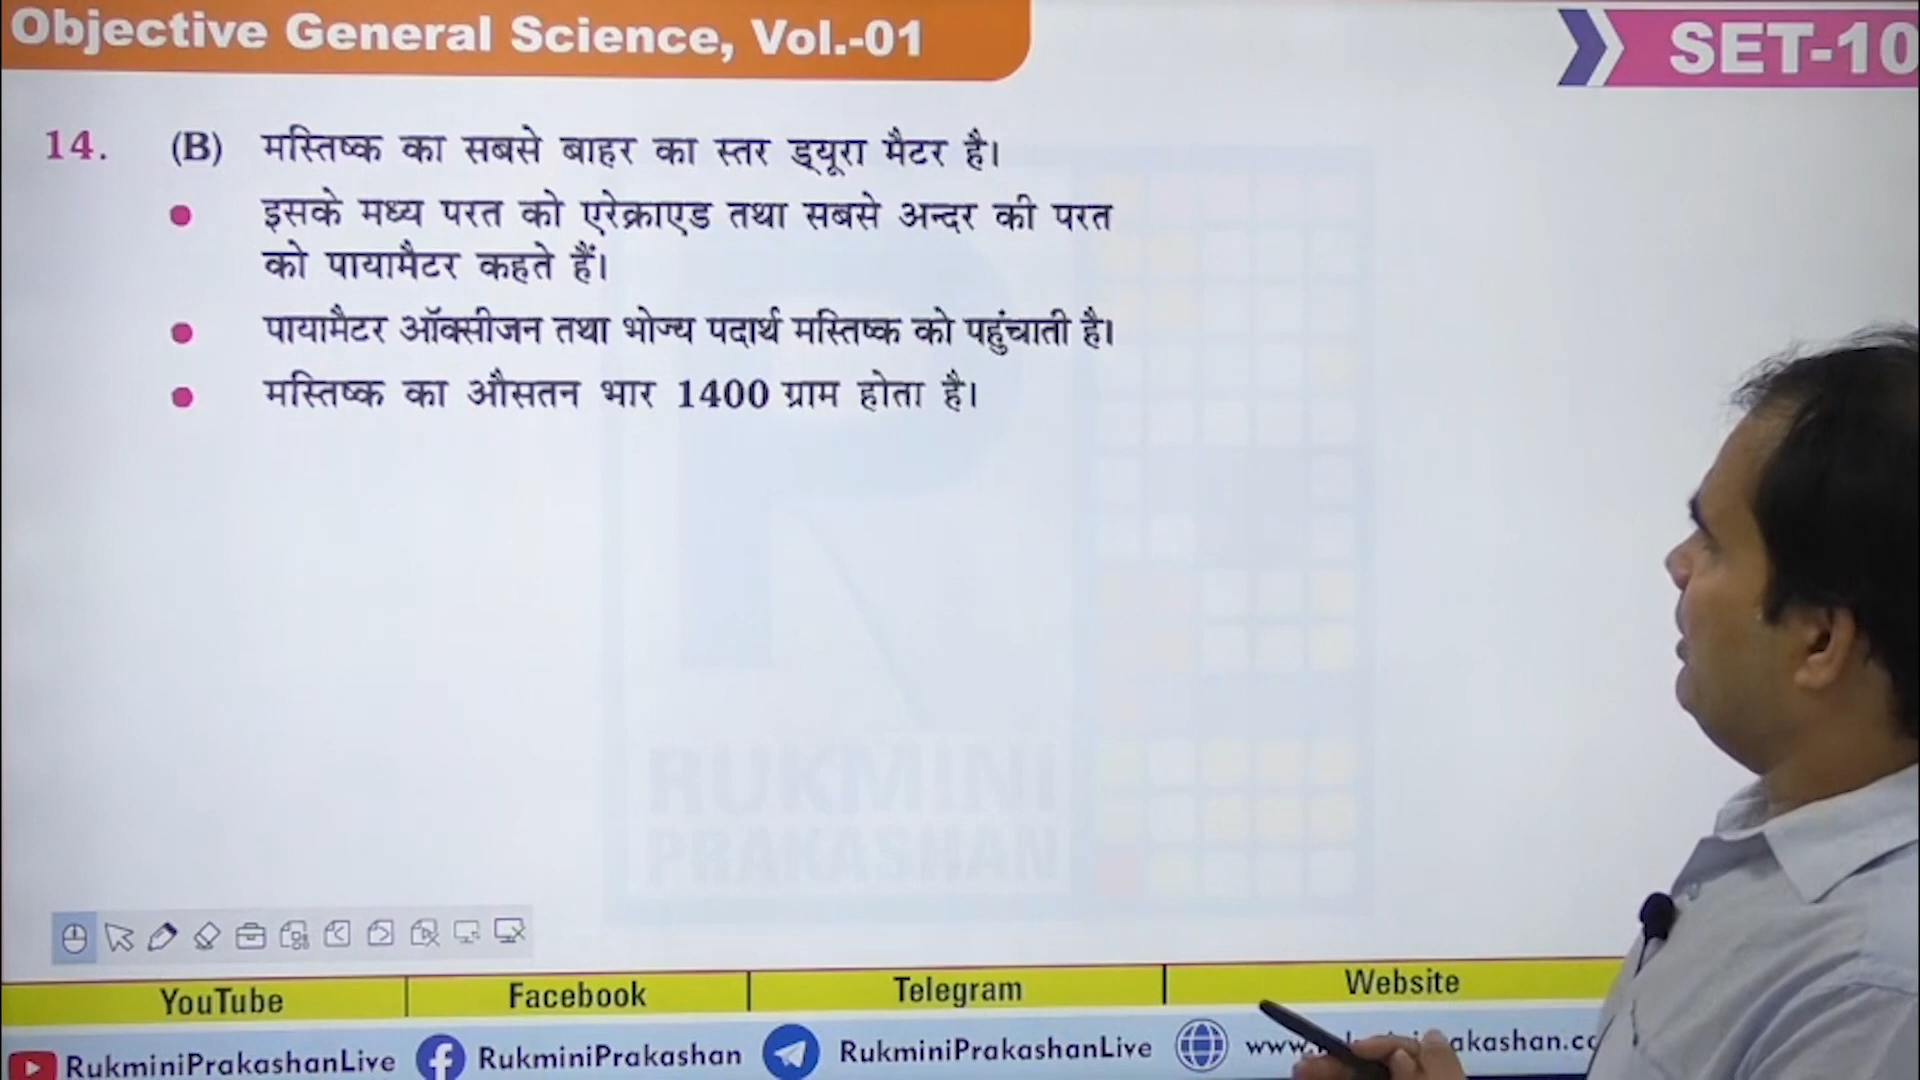 Objective General Science, Vol.-01
SET-10
14. (B) मस्तिष्क का सबसे बाहर का स्तर ड्यूरा मैटर है।
● इसके मध्य परत को एरेक्राएड तथा सबसे अन्दर की परत
को पायामैटर कहते हैं।
● पायामैटर ऑक्सीजन तथा भोज्य पदार्थ मस्तिष्क को पहुंचाती है।
● मस्तिष्क का औसतन भार 1400 ग्राम होता है।
RUKMINI
PRAKASHAN
YouTube Facebook Telegram Website
RukminiPrakashanLive RukminiPrakashan RukminiPrakashanLive